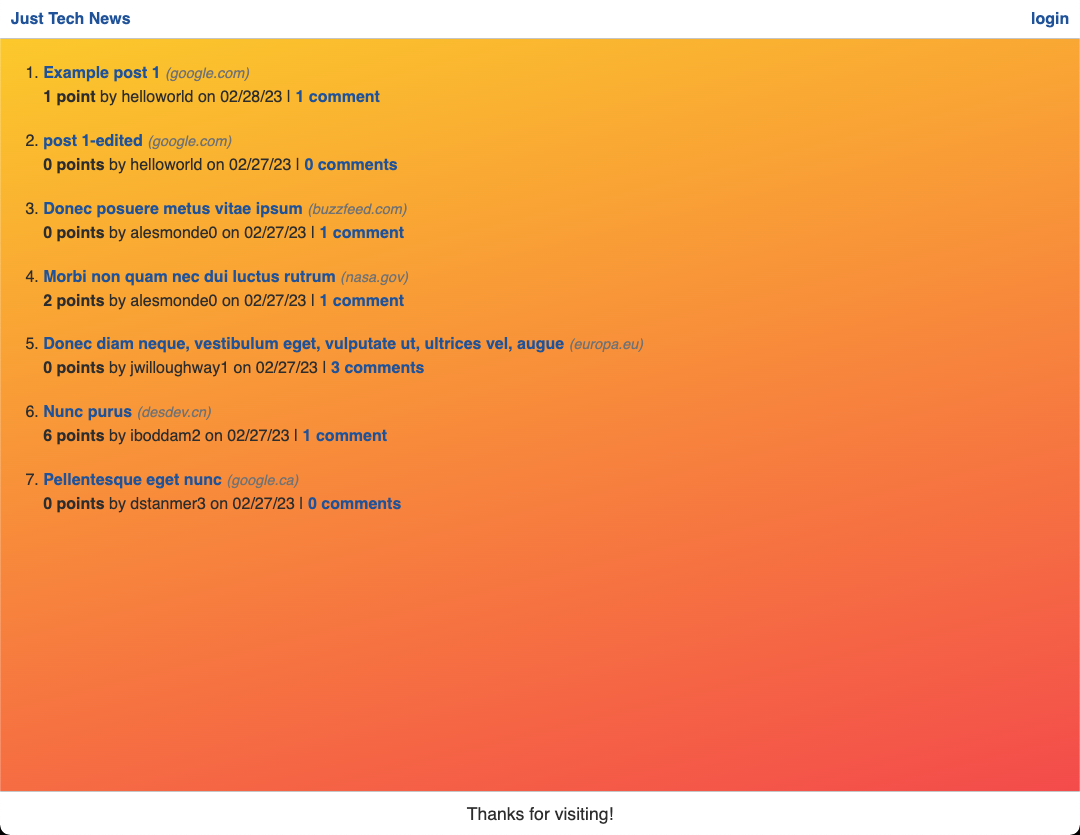 Just Tech News login
1. Example post 1 (google.com)
1 point by helloworld on 02/28/23 | 1 comment
2. post 1-edited (google.com)
0 points by helloworld on 02/27/23 | 0 comments
3. Donec posuere metus vitae ipsum (buzzfeed.com)
0 points by alesmonde0 on 02/27/23 | 1 comment
4. Morbi non quam nec dui luctus rutrum (nasa.gov)
2 points by alesmonde0 on 02/27/23 | 1 comment
5. Donec diam neque, vestibulum eget, vulputate ut, ultrices vel, augue (europa.eu)
0 points by jwilloughway1 on 02/27/23 | 3 comments
6. Nunc purus (desdev.cn)
6 points by iboddam2 on 02/27/23 | 1 comment
7. Pellentesque eget nunc (google.ca)
0 points by dstanmer3 on 02/27/23 | 0 comments
Thanks for visiting!